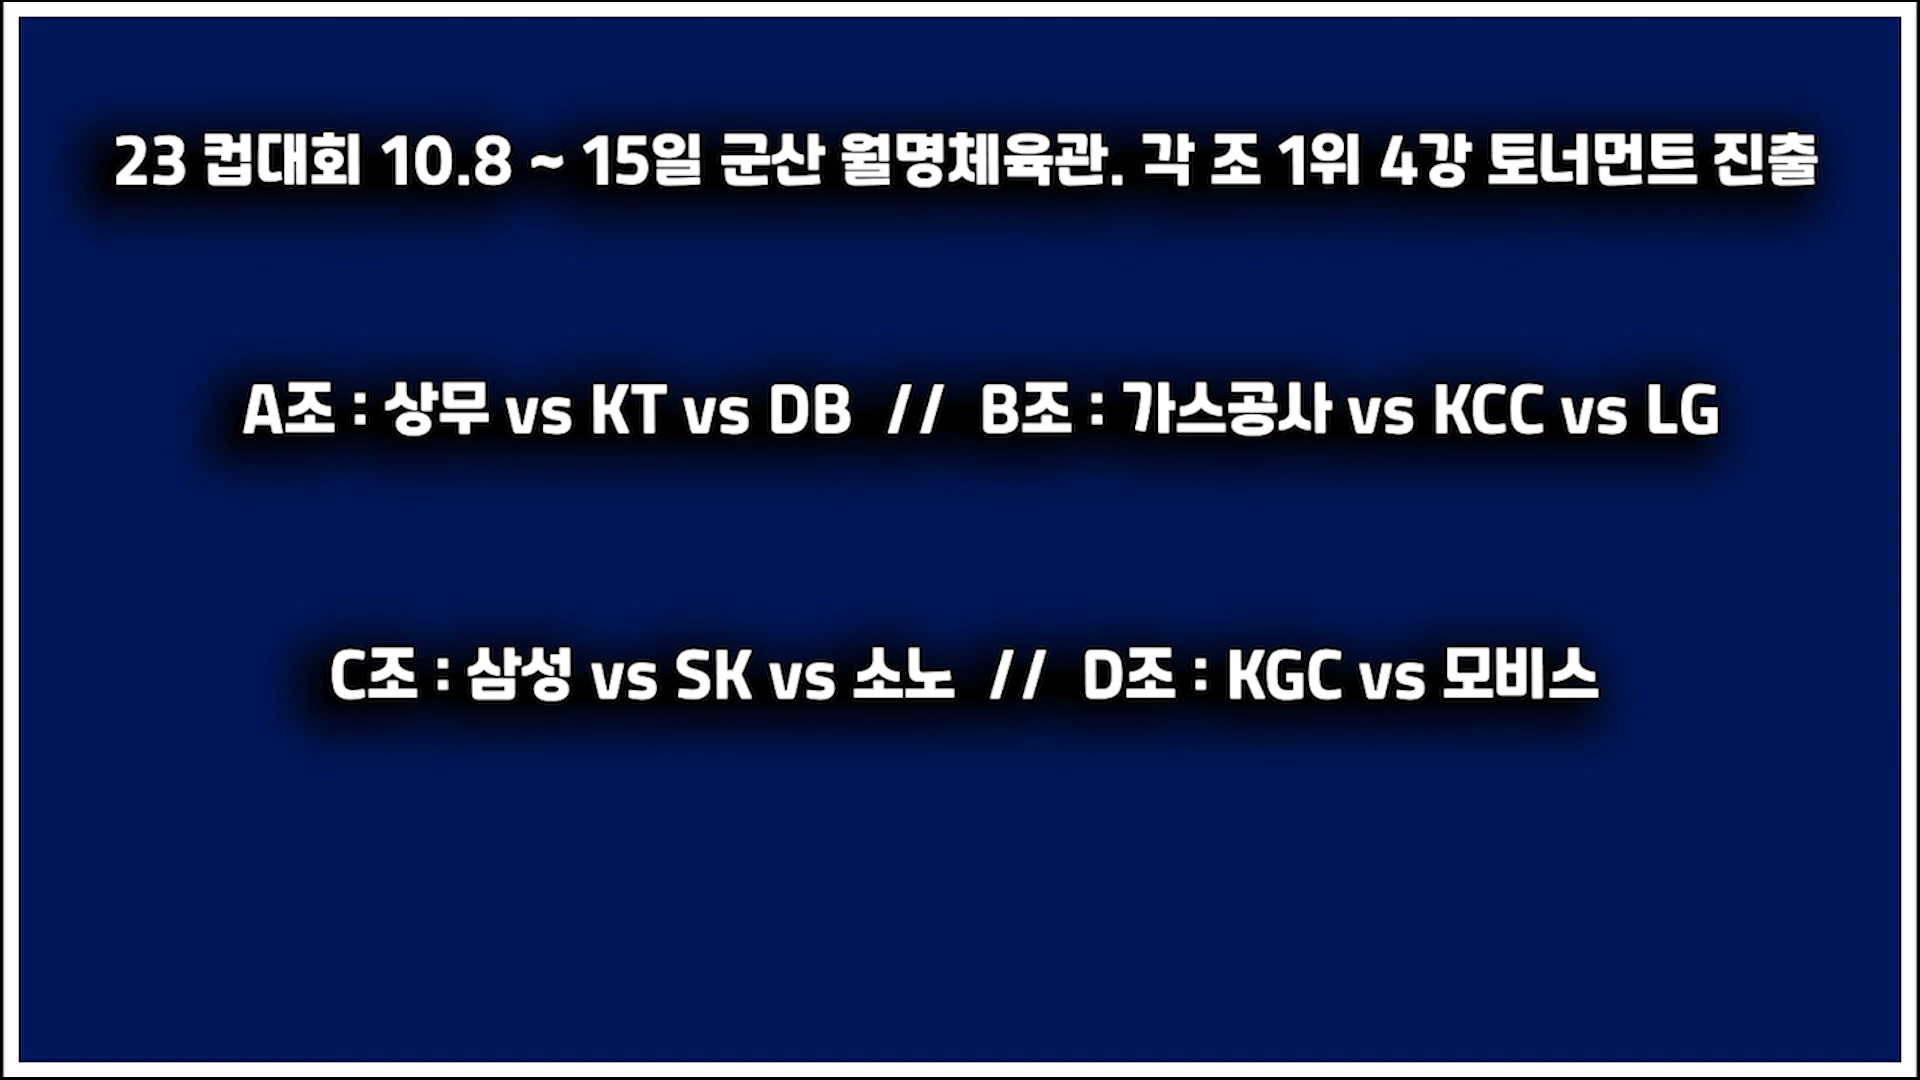 23 컵대회 10.8 ~ 15일 군산 월명체육관. 각 조 1위 4강 토너먼트 진출
A조 : 상무 vs KT vs DB // B조 : 가스공사 vs KCC vs LG
C조 : 삼성 vs SK vs 소노 // D조 : KGC vs 모비스